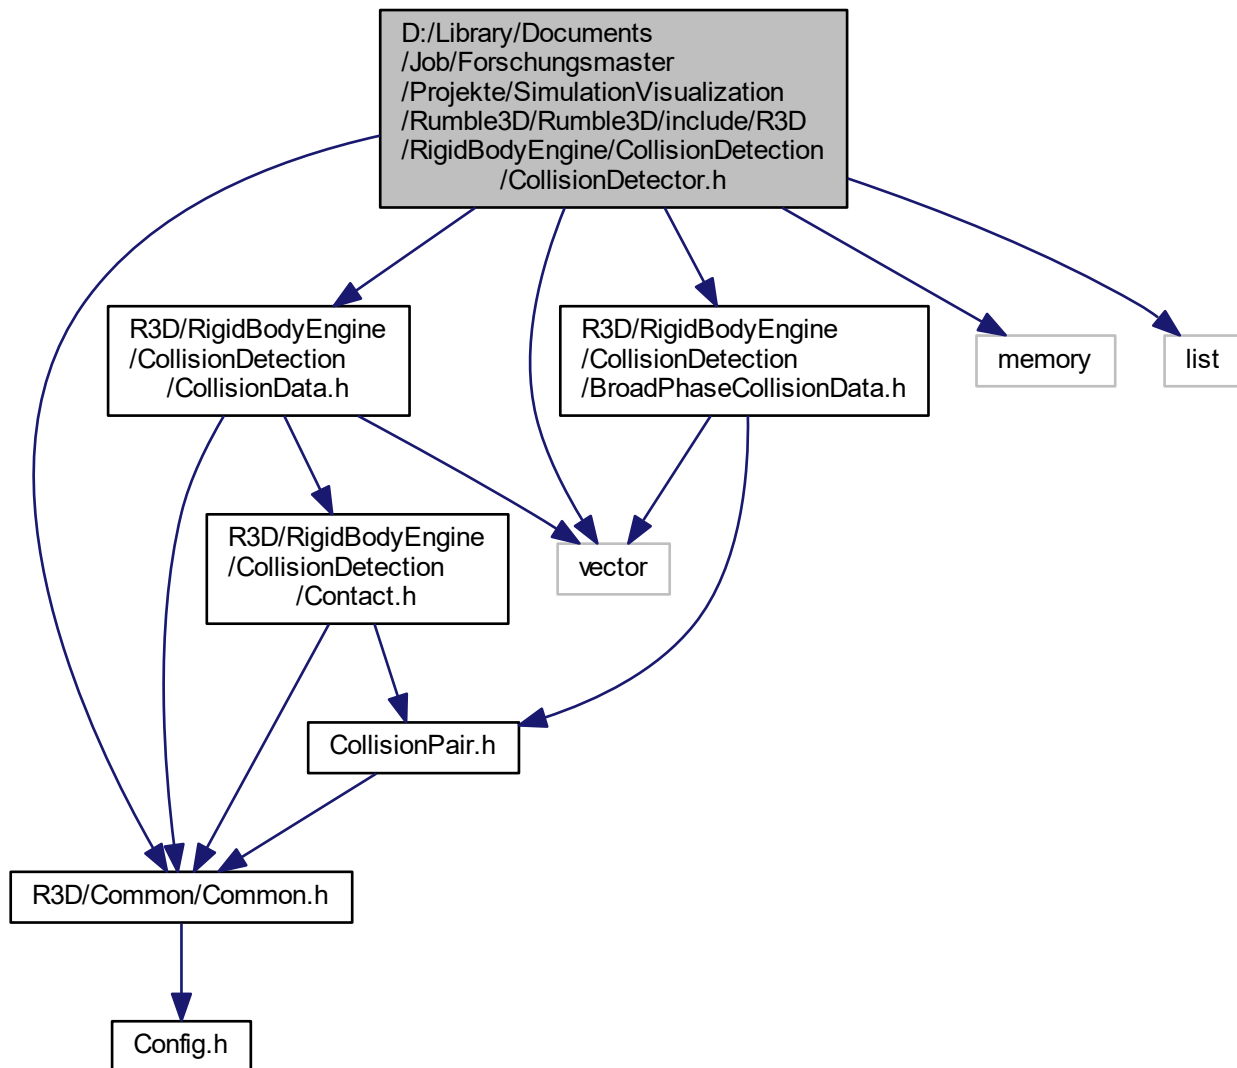 D:/Library/Documents
/Job/Forschungsmaster
/Projekte/SimulationVisualization
/Rumble3D/Rumble3D/include/R3D
/RigidBodyEngine/CollisionDetection
/CollisionDetector.h
R3D/RigidBodyEngine
/CollisionDetection
/CollisionData.h
R3D/RigidBodyEngine
/CollisionDetection
/BroadPhaseCollisionData.h
memory
list
R3D/RigidBodyEngine
/CollisionDetection
/Contact.h
vector
CollisionPair.h
R3D/Common/Common.h
Config.h